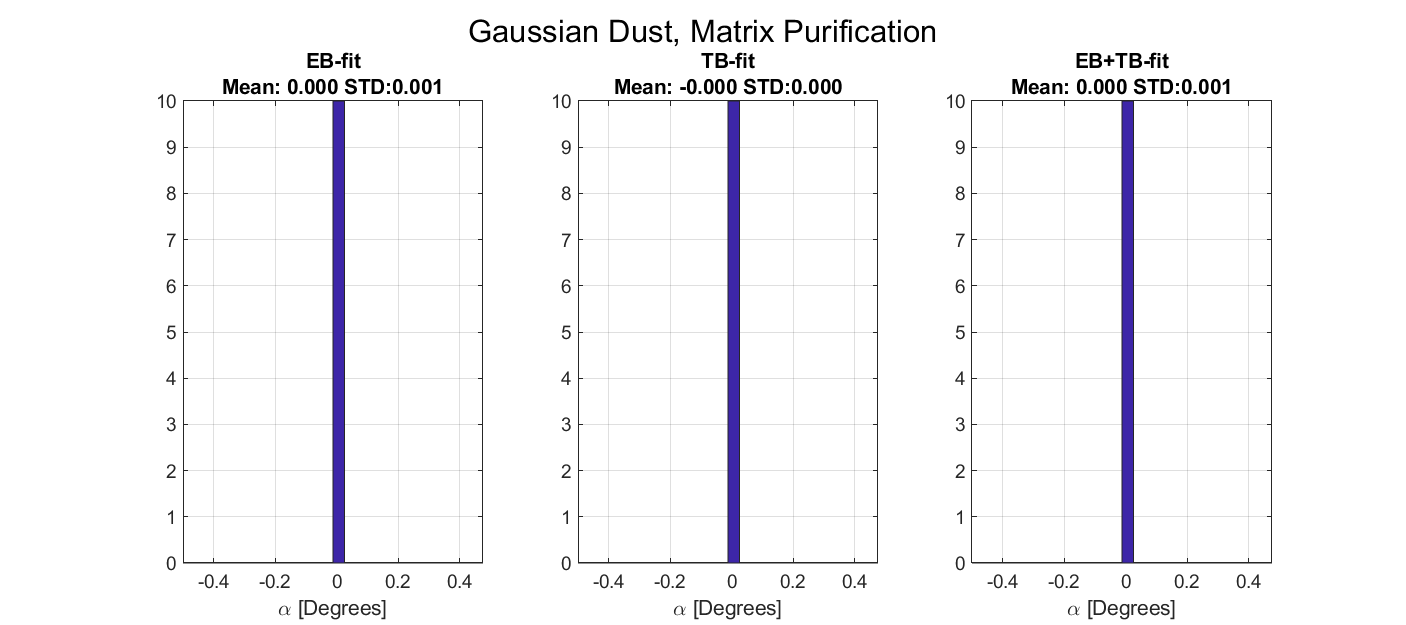 Gaussian Dust, Matrix Purification
EB-fit
Mean: 0.000 STD:0.001
10
9
8
7
6
5
4
3
2
1
0
-0.4 -0.2 0 0.2 0.4
α [Degrees]
TB-fit
Mean: -0.000 STD:0.000
10
9
8
7
6
5
4
3
2
1
0
-0.4 -0.2 0 0.2 0.4
α [Degrees]
EB+TB-fit
Mean: 0.000 STD:0.001
10
9
8
7
6
5
4
3
2
1
0
-0.4 -0.2 0 0.2 0.4
α [Degrees]